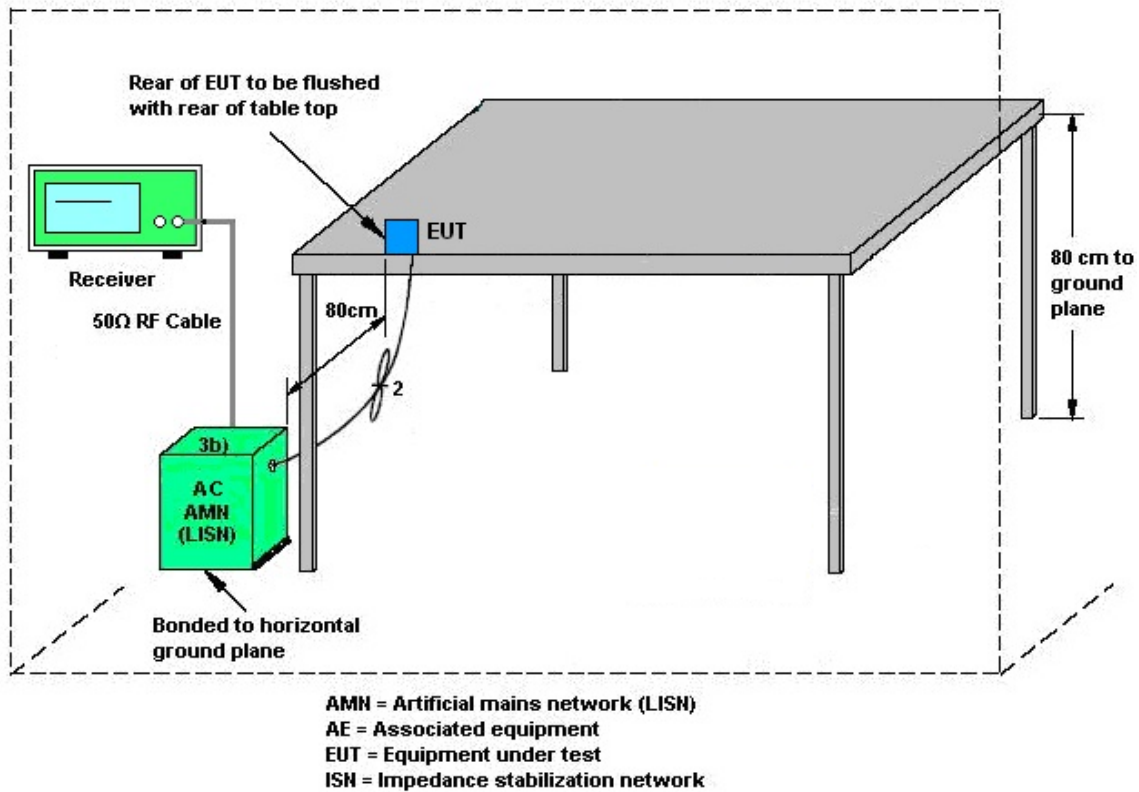 Rear of EUT to be flushed
with rear of table top
EUT
Receiver
50Ω RF Cable
80cm
2
80 cm to
ground
plane
3b)
AC
AMN
(LISN)
Bonded to horizontal
ground plane
AMN = Artificial mains network (LISN)
AE = Associated equipment
EUT = Equipment under test
ISN = Impedance stabilization network